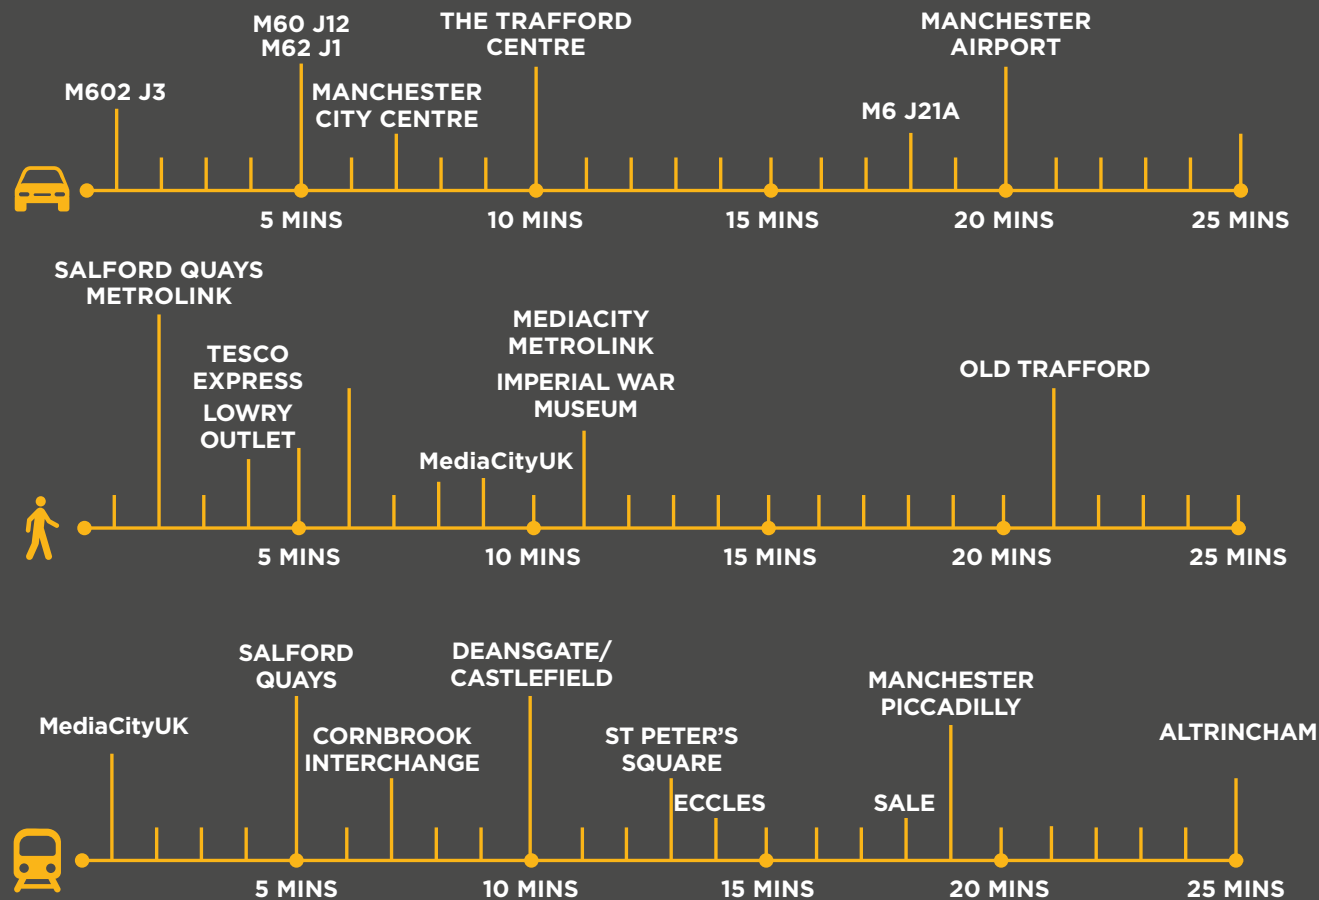 M60 J12
M62 J1
THE TRAFFORD
CENTRE
MANCHESTER
AIRPORT
M602 J3
MANCHESTER
CITY CENTRE
M6 J21A
5 MINS
10 MINS
15 MINS
20 MINS
25 MINS
SALFORD QUAYS
METROLINK
TESCO
EXPRESS
LOWRY
OUTLET
MEDIACITY
METROLINK
IMPERIAL WAR
MUSEUM
MediaCityUK
OLD TRAFFORD
5 MINS
10 MINS
15 MINS
20 MINS
25 MINS
MediaCityUK
SALFORD
QUAYS
CORNBROOK
INTERCHANGE
DEANSGATE/
CASTLEFIELD
ST PETER'S
SQUARE
ECCLES
SALE
MANCHESTER
PICCADILLY
ALTRINCHAM
5 MINS
10 MINS
15 MINS
20 MINS
25 MINS